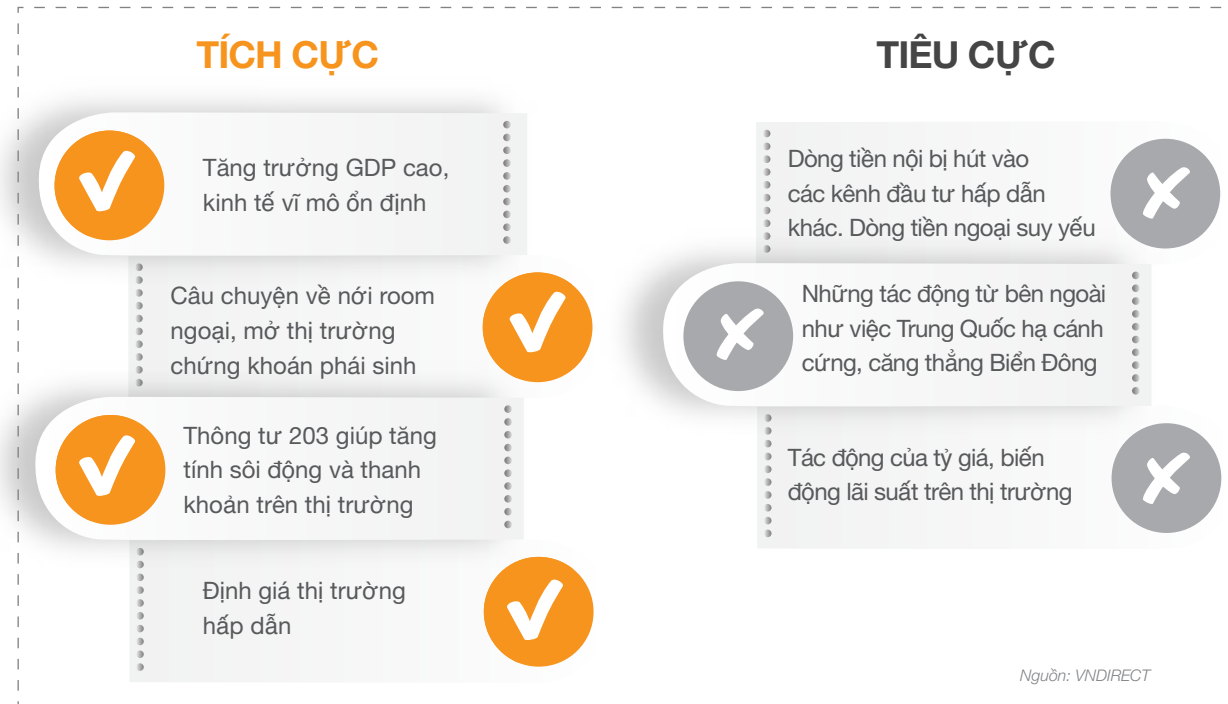 TÍCH CỰC
Tăng trưởng GDP cao,
kinh tế vĩ mô ổn định
Câu chuyện về nới room
ngoại, mở thị trường
chứng khoán phái sinh
Thông tư 203 giúp tăng
tính sôi động và thanh
khoản trên thị trường
Định giá thị trường
hấp dẫn
TIÊU CỰC
Dòng tiền nội bị hút vào
các kênh đầu tư hấp dẫn
khác. Dòng tiền ngoại suy yếu
Những tác động từ bên ngoài
như việc Trung Quốc hạ cánh
cứng, căng thẳng Biển Đông
Tác động của tỷ giá, biến
động lãi suất trên thị trường
Nguồn: VNDIRECT